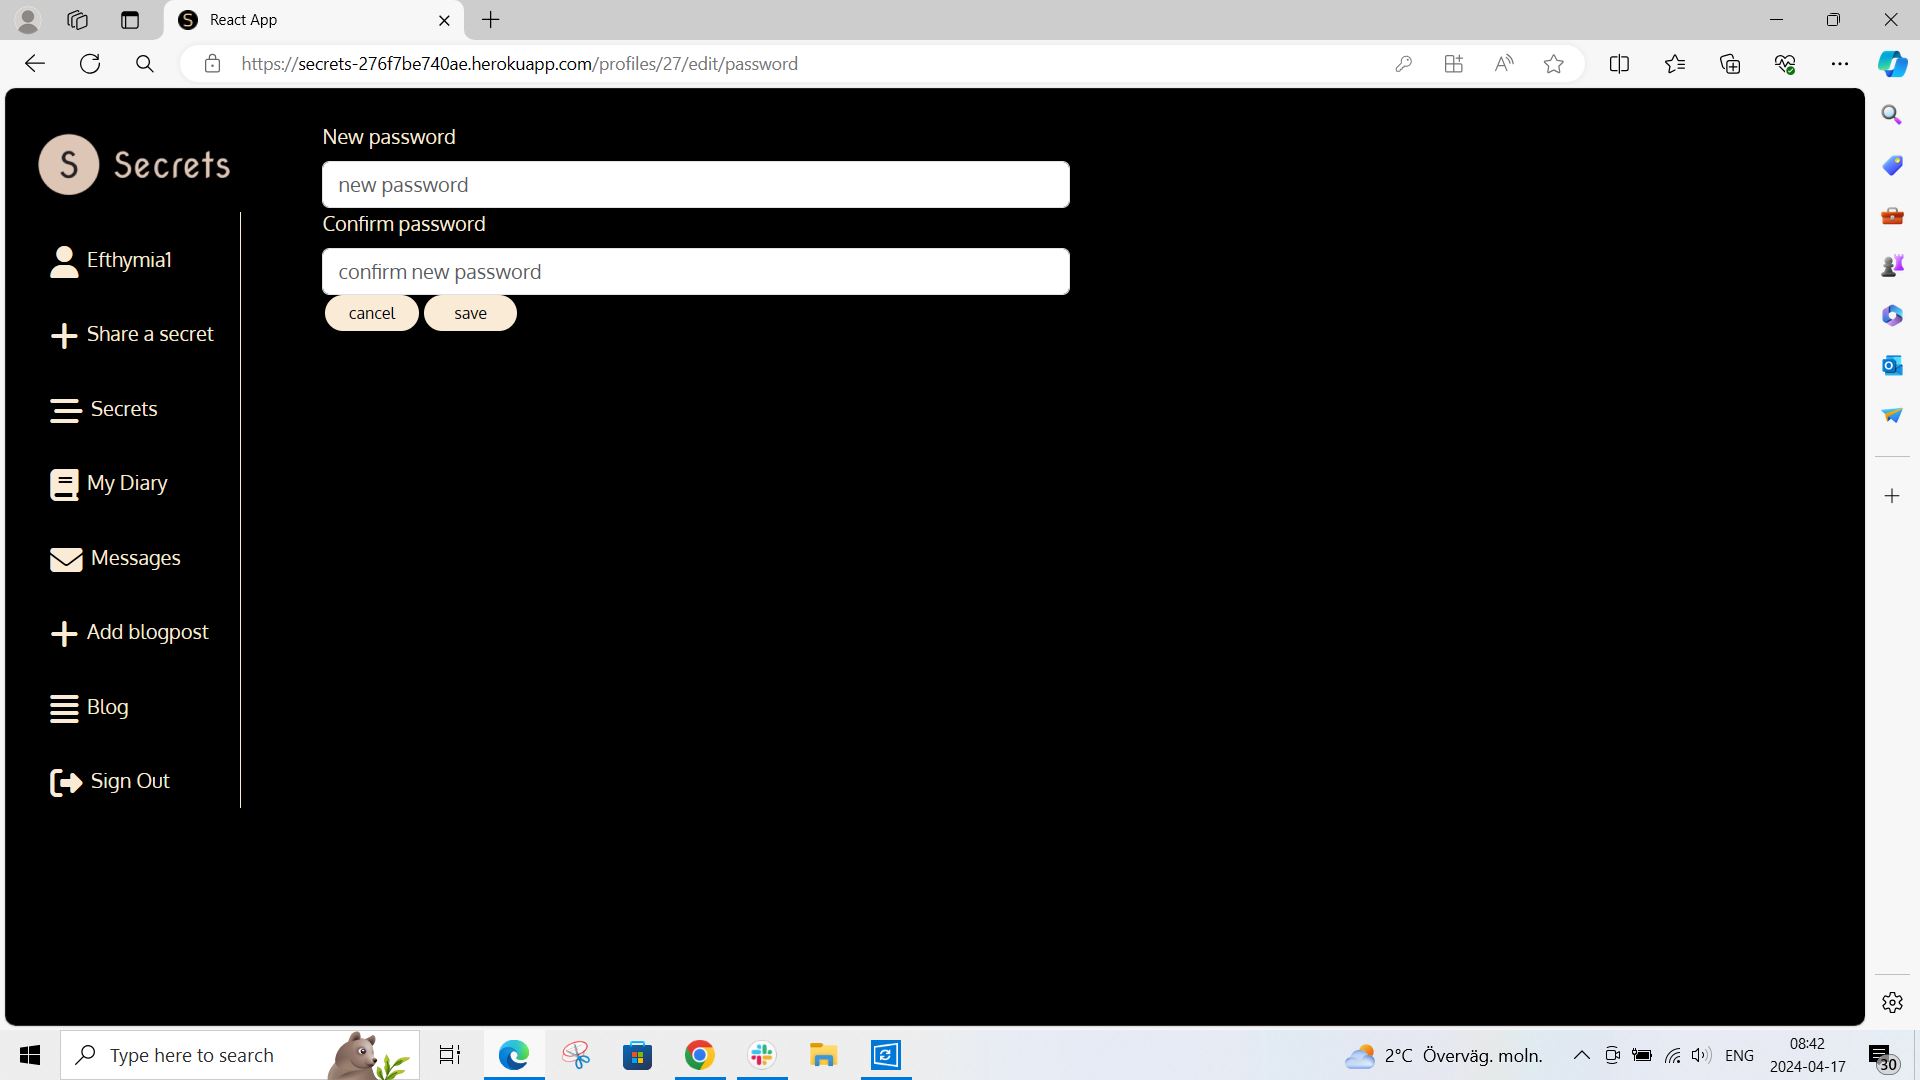 React App
https://secrets-276f7be740ae.herokuapp.com/profiles/27/edit/password
S Secrets
Efthymia1
Share a secret
Secrets
My Diary
Messages
Add blogpost
Blog
Sign Out
New password
new password
Confirm password
confirm new password
cancel save
Type here to search
2°C Överväg. moln.
ENG
08:42
2024-04-17
30